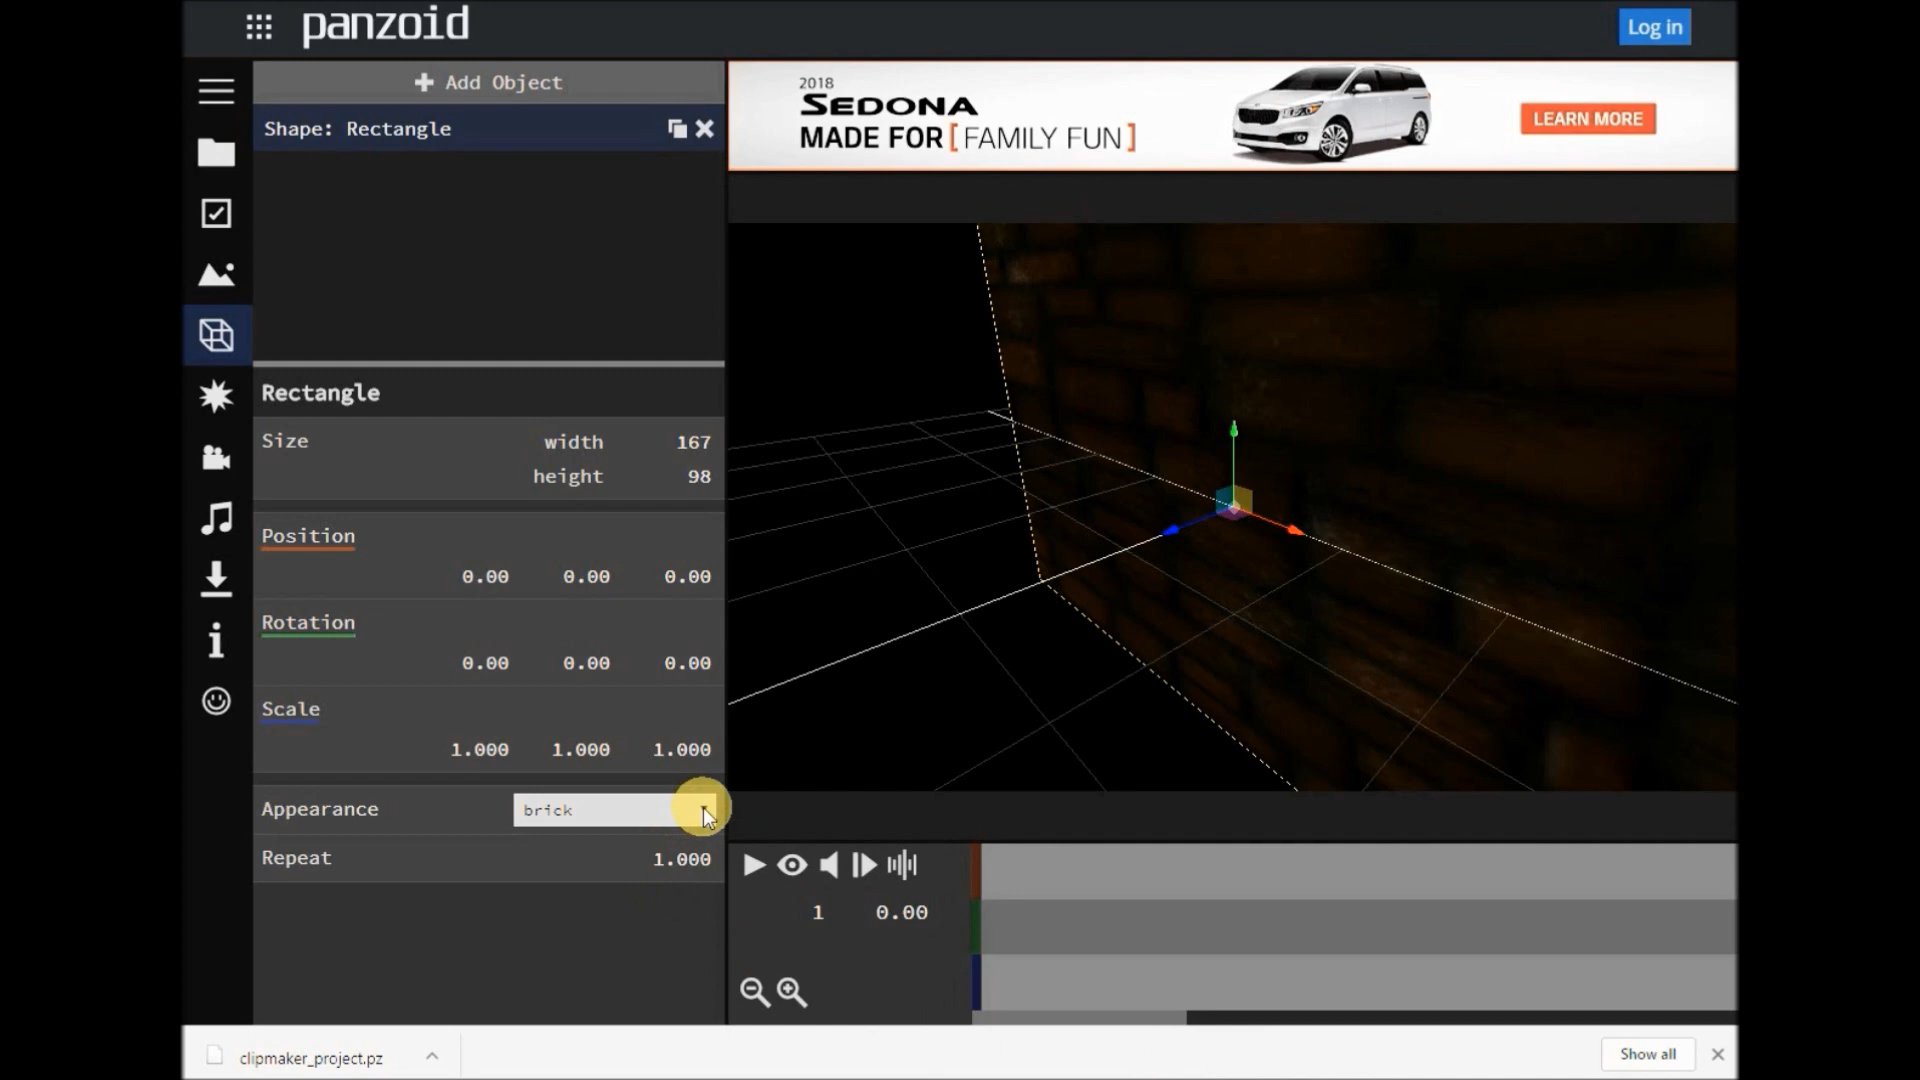 panzoid
Log in
Add Object
Shape: Rectangle
2018
SEDONA
MADE FOR [FAMILY FUN]
LEARN MORE
Rectangle
Size width 167
height 98
Position
0.00 0.00 0.00
Rotation
0.00 0.00 0.00
Scale
1.000 1.000 1.000
Appearance brick
Repeat 1.000
1 0.00
clipmaker_project.pz
Show all